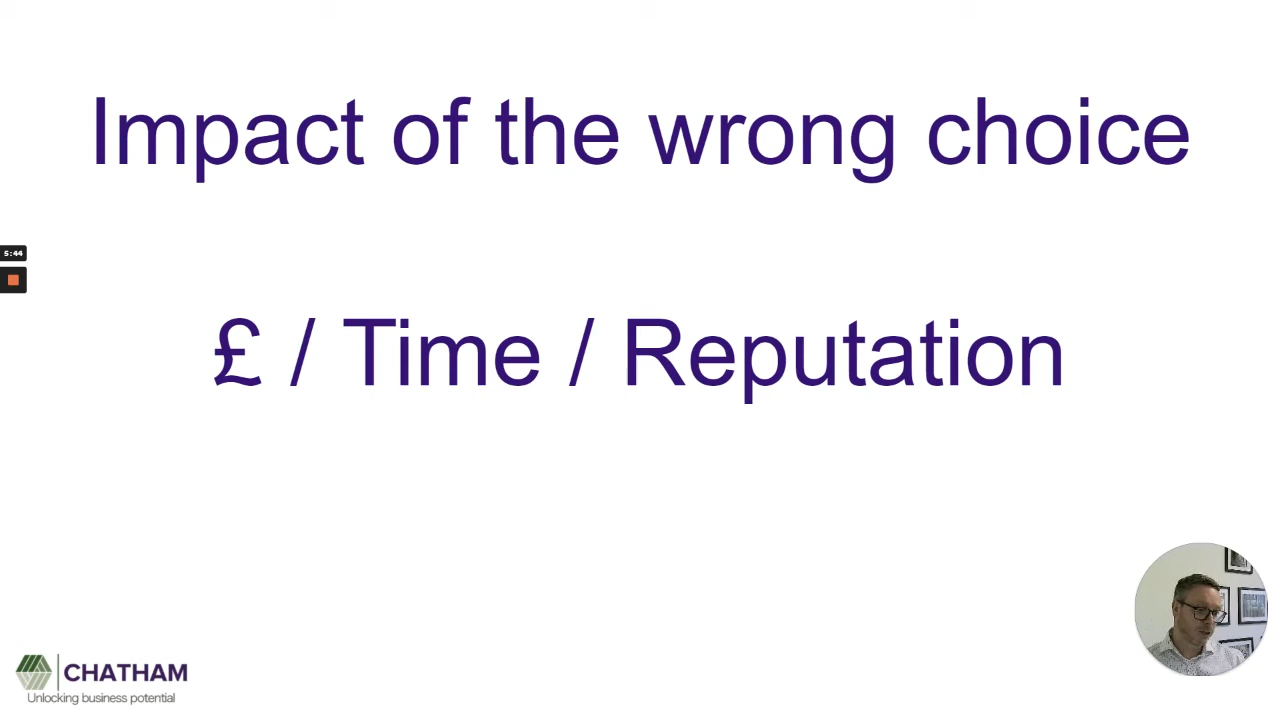 Impact of the wrong choice
5:44
£ / Time / Reputation
CHATHAM
Unlocking business potential